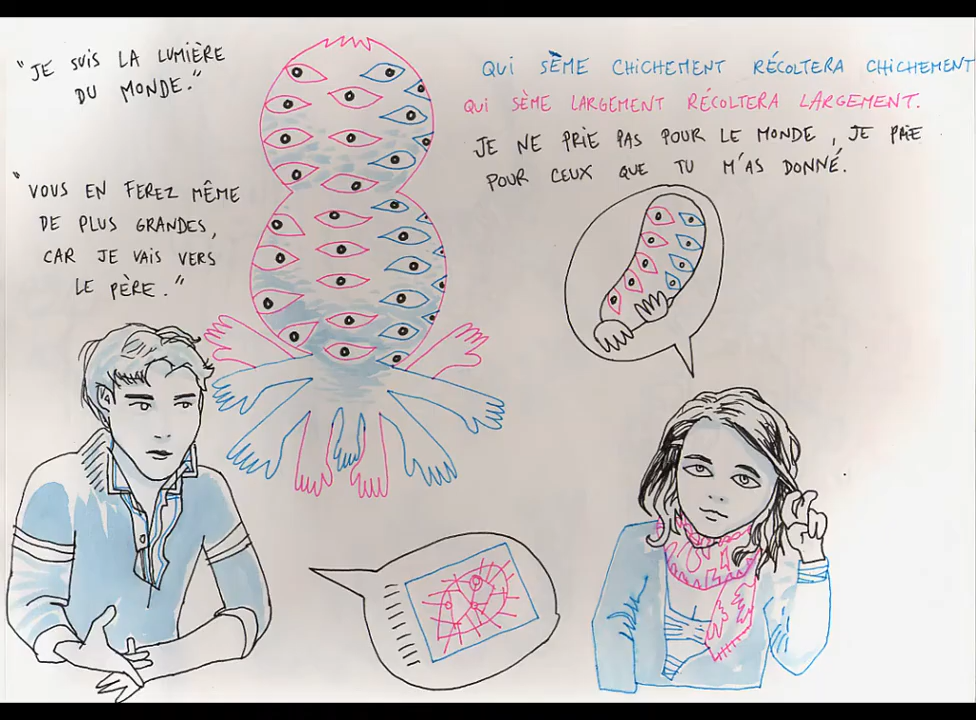 "JE SUIS LA LUMIÈRE
DU MONDE."
"VOUS EN FEREZ MÊME
DE PLUS GRANDES,
CAR JE VAIS VERS
LE PÈRE."
QUI SÈME CHICHEMENT RÉCOLTERA CHICHEMENT
QUI SÈME LARGEMENT RÉCOLTERA LARGEMENT.
JE NE PRIE PAS POUR LE MONDE, JE PRIE
POUR CEUX QUE TU M'AS DONNÉ.